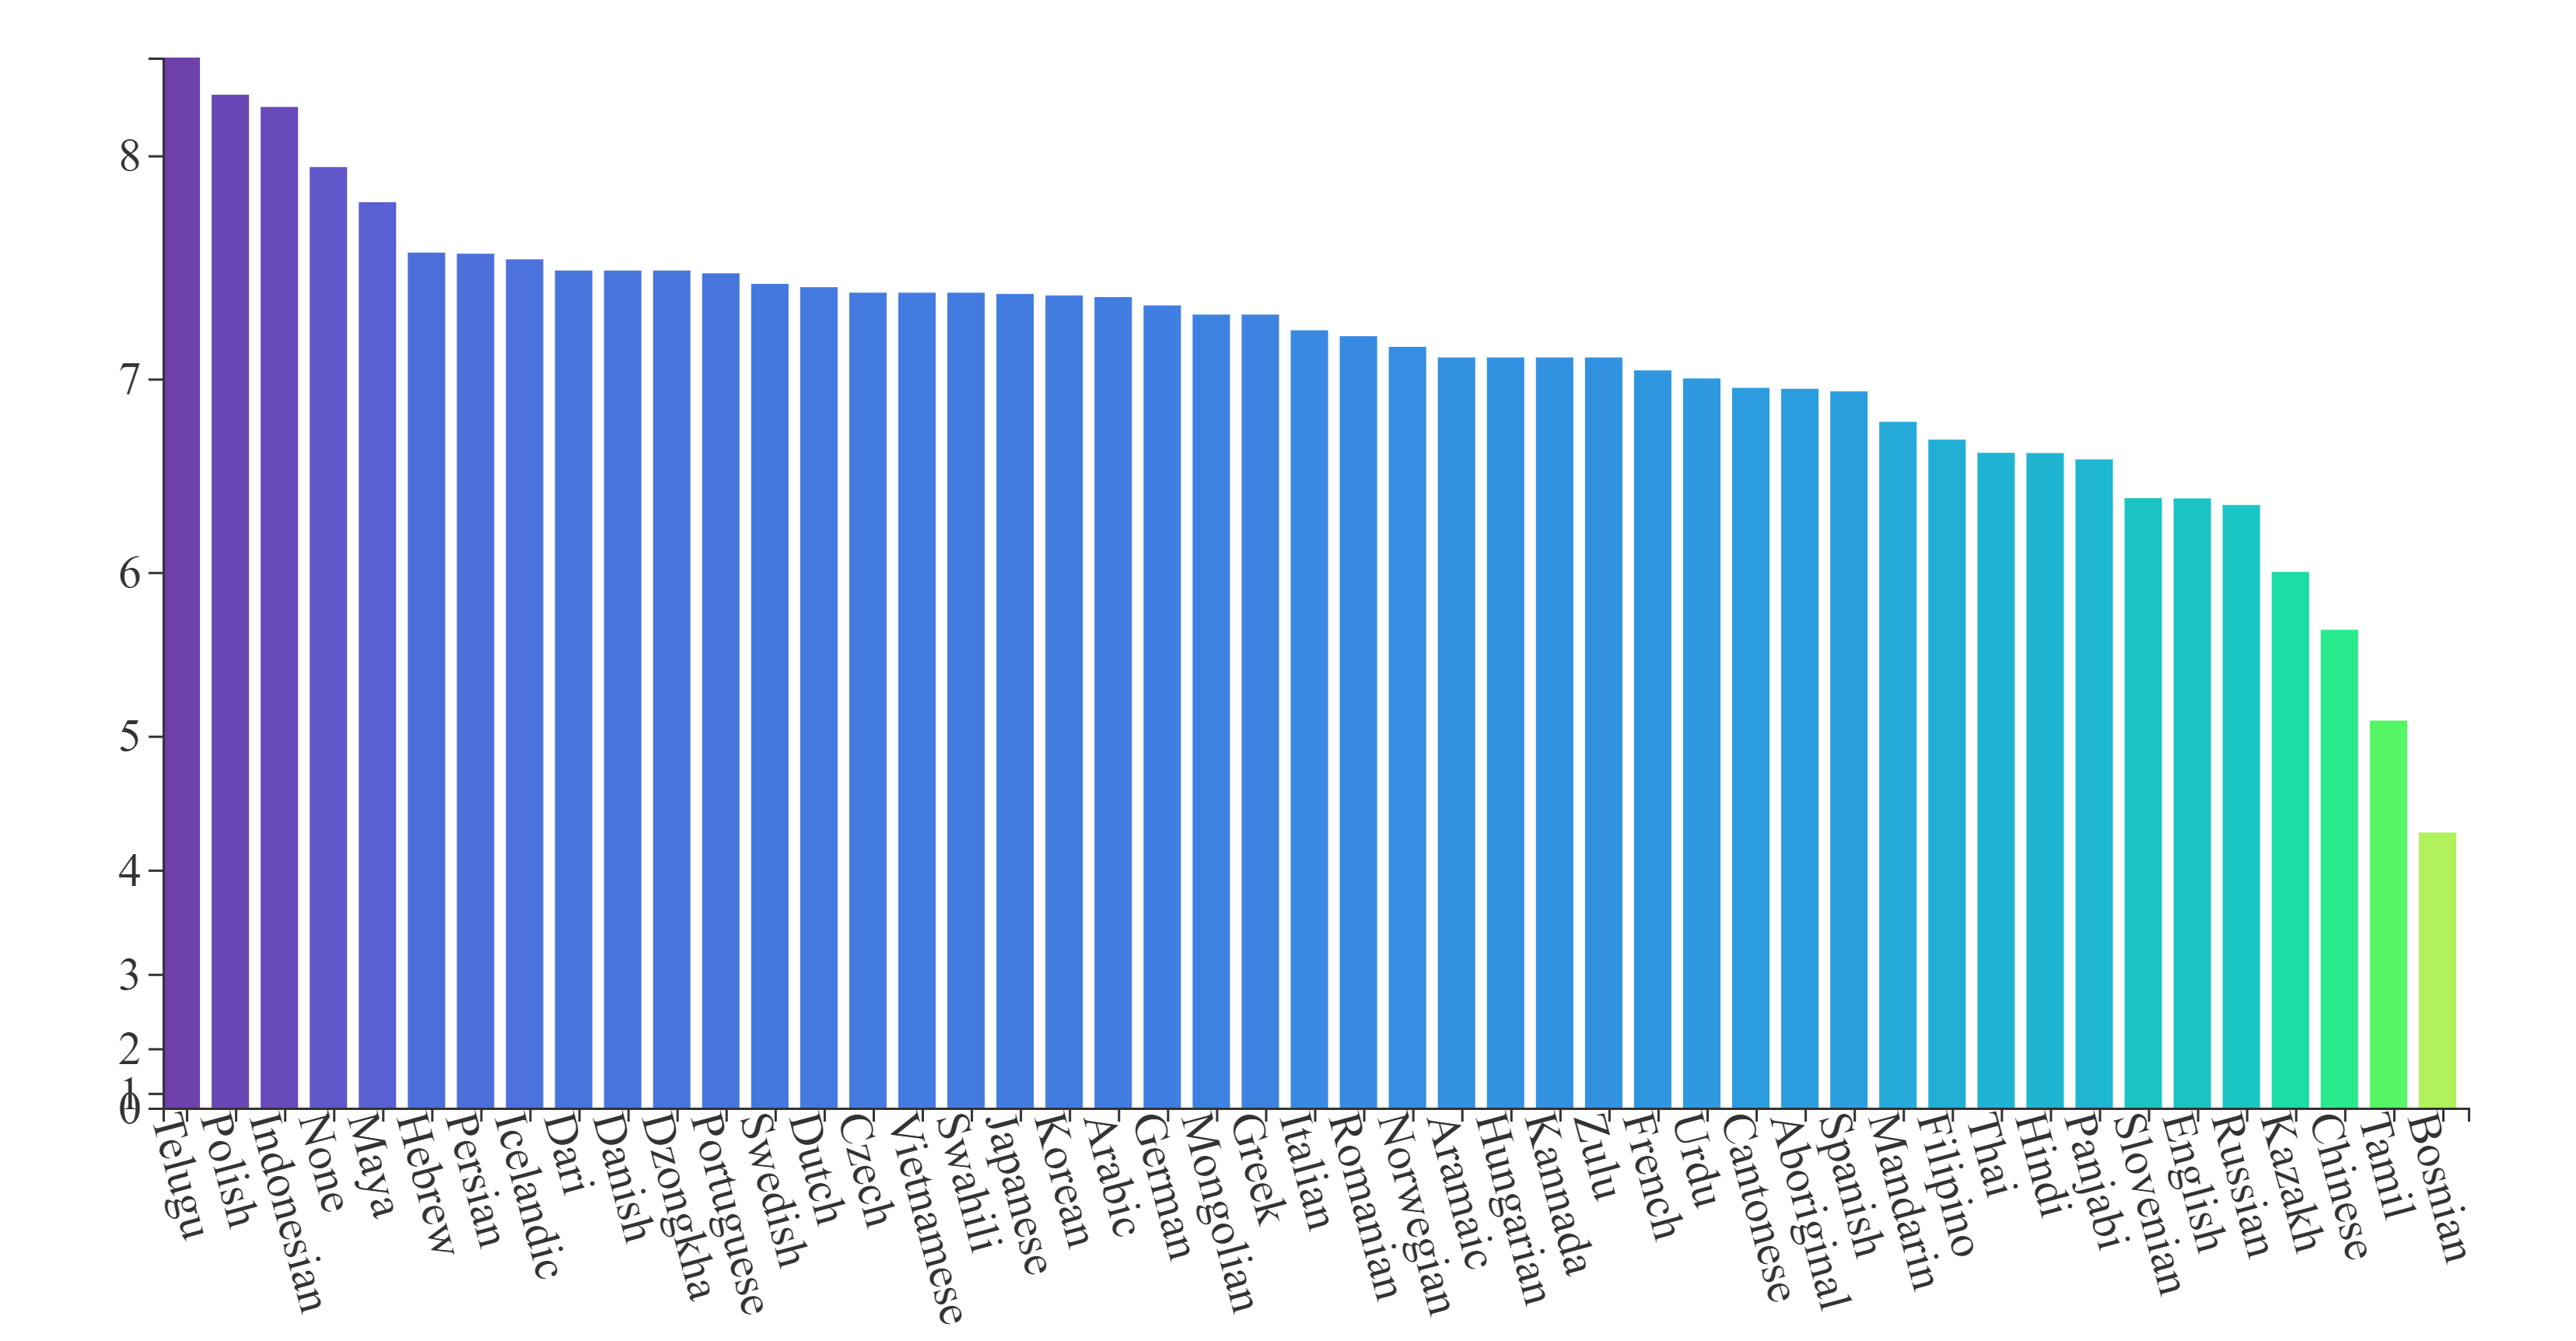 8
7
6
5
4
3
2
1
0
Telugu
Polish
Indonesian
None
Maya
Hebrew
Persian
Icelandic
Dari
Danish
Dzongkha
Portuguese
Swedish
Dutch
Czech
Vietnamese
Swahili
Japanese
Korean
Arabic
German
Mongolian
Greek
Italian
Romanian
Norwegian
Aramaic
Hungarian
Kannada
Zulu
French
Urdu
Cantonese
Aboriginal
Spanish
Mandarin
Filipino
Thai
Hindi
Panjabi
Slovenian
English
Russian
Kazakh
Chinese
Tamil
Bosnian